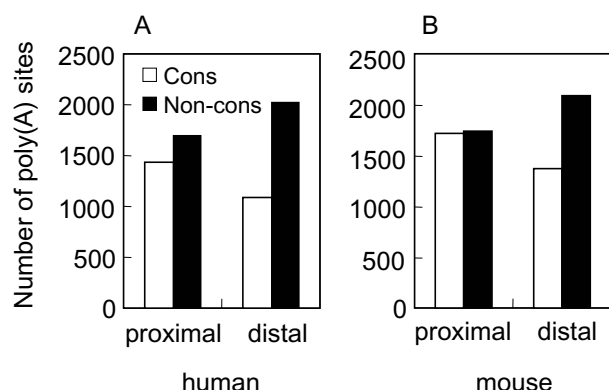 A
B
Number of poly(A) sites
2500
2000
1500
1000
500
0
Cons
Non-cons
proximal distal
human
2500
2000
1500
1000
500
0
proximal distal
mouse